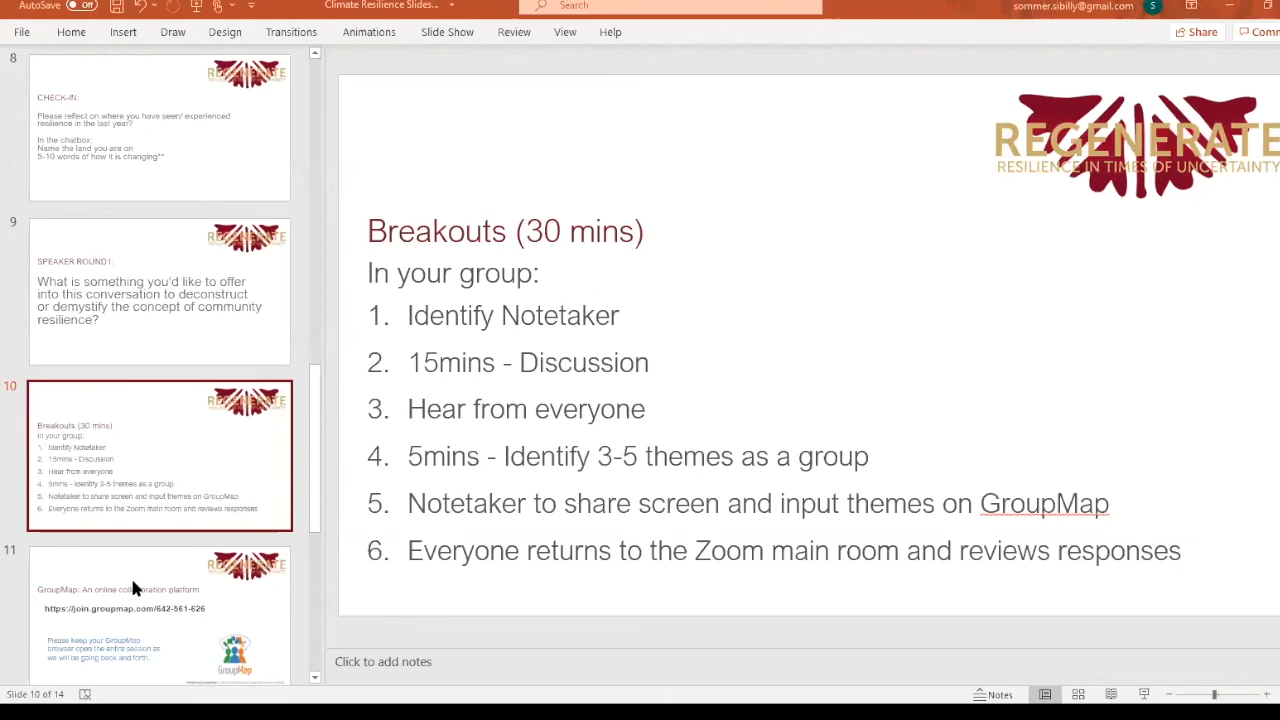 AutoSave Off
Climate Resilience Slides...
Search
sommer.sibilly@gmail.com
S
File Home Insert Draw Design Transitions Animations Slide Show Review View Help
Share
Comm
8
REGENERATE
CHECK-IN:
Please reflect on where you have seen/ experienced
resilience in the last year?
In the chatbox:
Name the land you are on
5-10 words of how it is changing**
9
REGENERATE
SPEAKER ROUND1:
What is something you'd like to offer
into this conversation to deconstruct
or demystify the concept of community
resilience?
10
REGENERATE
Breakouts (30 mins)
In your group:
1. Identify Notetaker
2. 15mins - Discussion
3. Hear from everyone
4. 5mins - Identify 3-5 themes as a group
5. Notetaker to share screen and input themes on GroupMap
6. Everyone returns to the Zoom main room and reviews responses
11
REGENERATE
GroupMap: An online collaboration platform
https://join.groupmap.com/642-561-626
Please keep your GroupMap
browser open the entire session as
we will be going back and forth.
GroupMap
REGENERATE
RESILIENCE IN TIMES OF UNCERTAINTY
Breakouts (30 mins)
In your group:
1. Identify Notetaker
2. 15mins - Discussion
3. Hear from everyone
4. 5mins - Identify 3-5 themes as a group
5. Notetaker to share screen and input themes on GroupMap
6. Everyone returns to the Zoom main room and reviews responses
Click to add notes
Slide 10 of 14
Notes